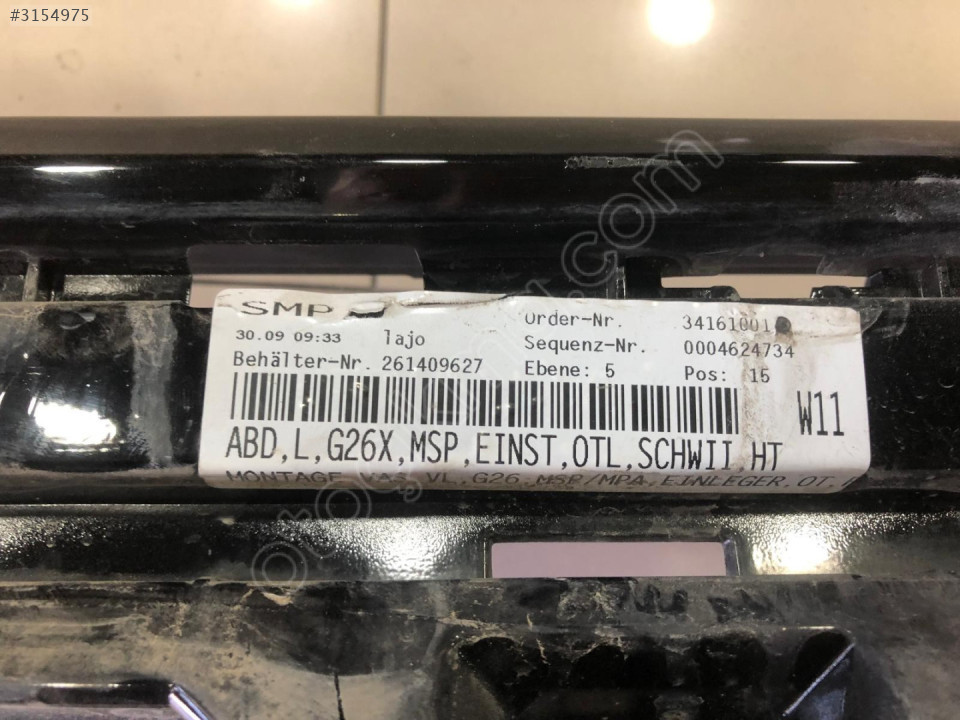 #3154975
SMP
Order-Nr.
30.09 09:33 lajo Sequenz-Nr. 0004624734
Behälter-Nr. 261409627 Ebene: 5 Pos: 15
W11
ABD,L,G26X,MSP,EINST,OTL,SCHWII,HT
MONTAGE VL,G26,MSP/MPA,EINLEGER,OT,